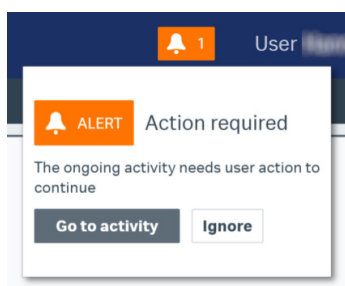 1 User
ALERT Action required
The ongoing activity needs user action to
continue
Go to activity Ignore